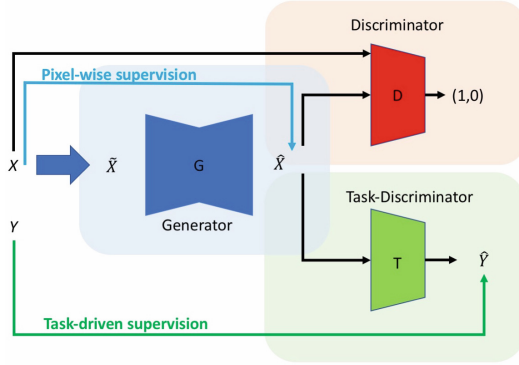 Discriminator
Pixel-wise supervision
D
(1,0)
X
X̃
G
X̂
Generator
Task-Discriminator
Y
T
Ŷ
Task-driven supervision